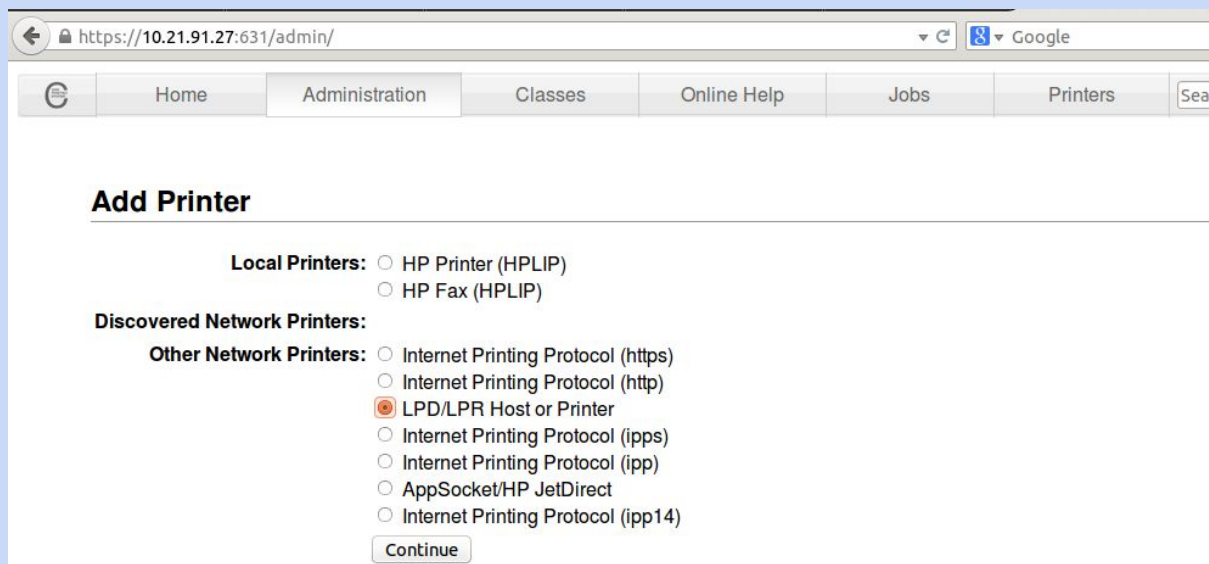 https://10.21.91.27:631/admin/
8 Google
Home Administration Classes Online Help Jobs Printers Sea
Add Printer
Local Printers: HP Printer (HPLIP)
HP Fax (HPLIP)
Discovered Network Printers:
Other Network Printers: Internet Printing Protocol (https)
Internet Printing Protocol (http)
LPD/LPR Host or Printer
Internet Printing Protocol (ipps)
Internet Printing Protocol (ipp)
AppSocket/HP JetDirect
Internet Printing Protocol (ipp14)
Continue